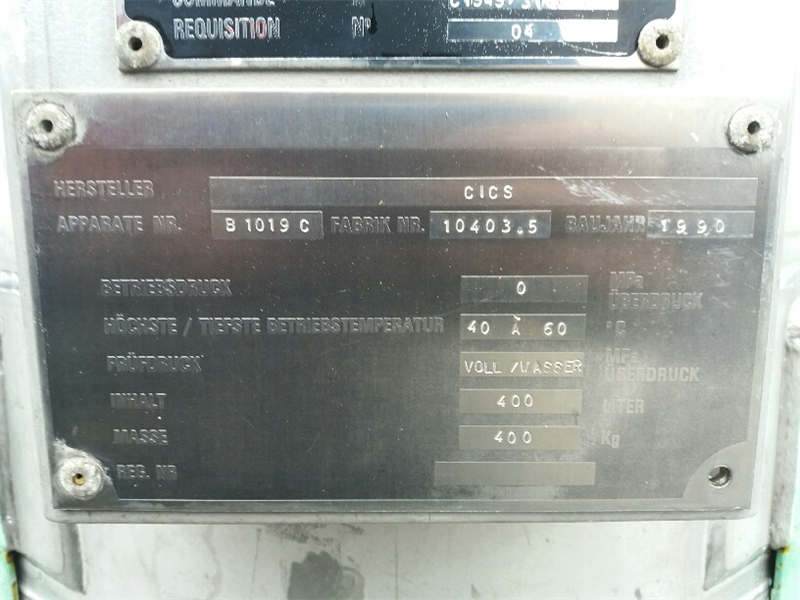 COMMANDE
REQUISITION N° 04
HERSTELLER CICS
APPARATE NR. B 1019 C FABRIK NR. 10403.5 BAUJAHR 1990
BETRIEBSDRUCK 0 MPa ÜBERDRUCK
HÖCHSTE / TIEFSTE BETRIEBSTEMPERATUR 40 À 60 °C
PRÜFDRUCK VOLL /WASSER MPa ÜBERDRUCK
INHALT 400 LITER
MASSE 400 Kg
REG. NR